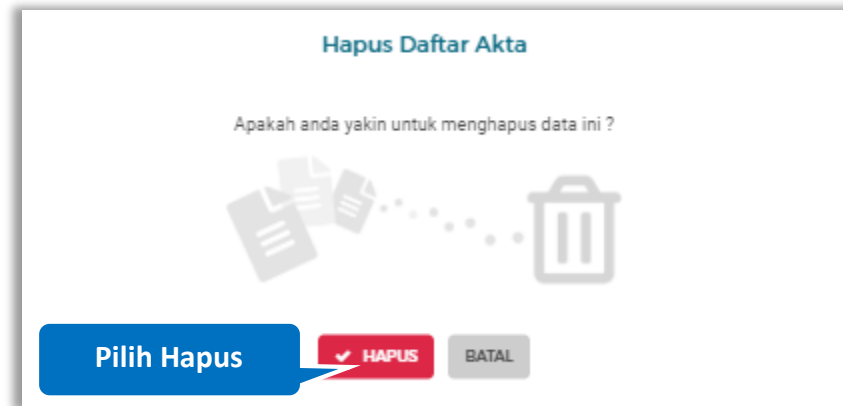 Hapus Daftar Akta
Apakah anda yakin untuk menghapus data ini ?
Pilih Hapus
HAPUS
BATAL